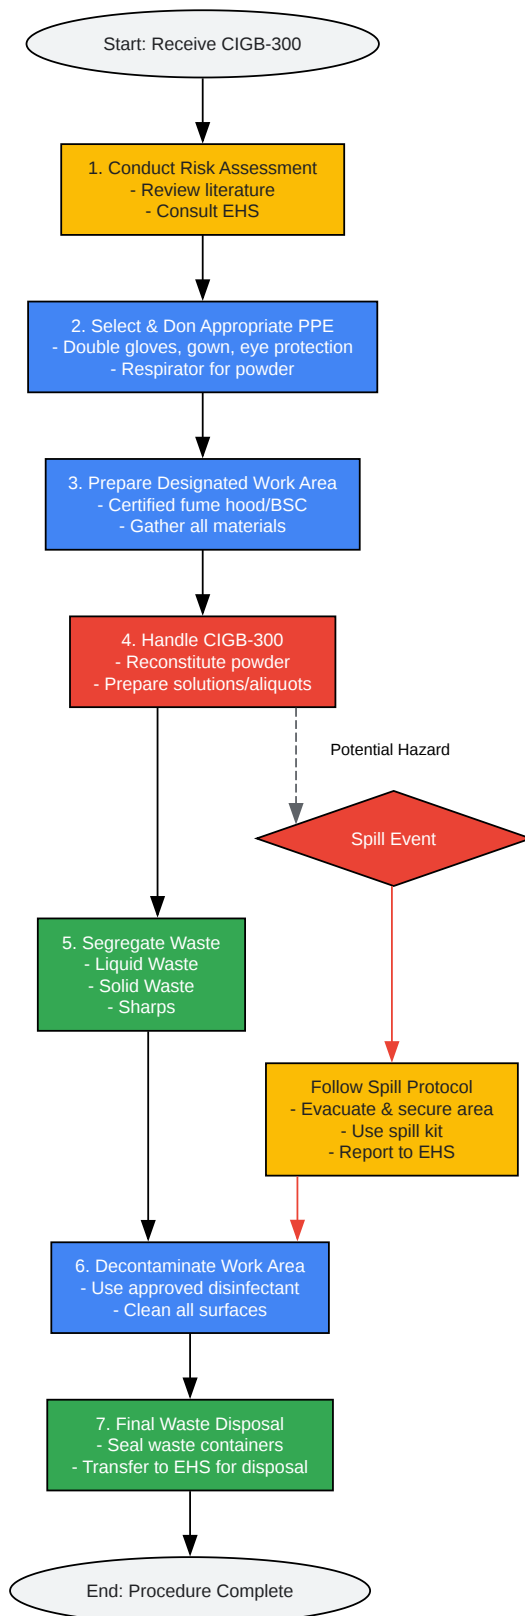 Start: Receive CIGB-300
1. Conduct Risk Assessment
- Review literature
- Consult EHS
2. Select & Don Appropriate PPE
- Double gloves, gown, eye protection
- Respirator for powder
3. Prepare Designated Work Area
- Certified fume hood/BSC
- Gather all materials
4. Handle CIGB-300
- Reconstitute powder
- Prepare solutions/aliquots
Potential Hazard
Spill Event
5. Segregate Waste
- Liquid Waste
- Solid Waste
- Sharps
Follow Spill Protocol
- Evacuate & secure area
- Use spill kit
- Report to EHS
6. Decontaminate Work Area
- Use approved disinfectant
- Clean all surfaces
7. Final Waste Disposal
- Seal waste containers
- Transfer to EHS for disposal
End: Procedure Complete